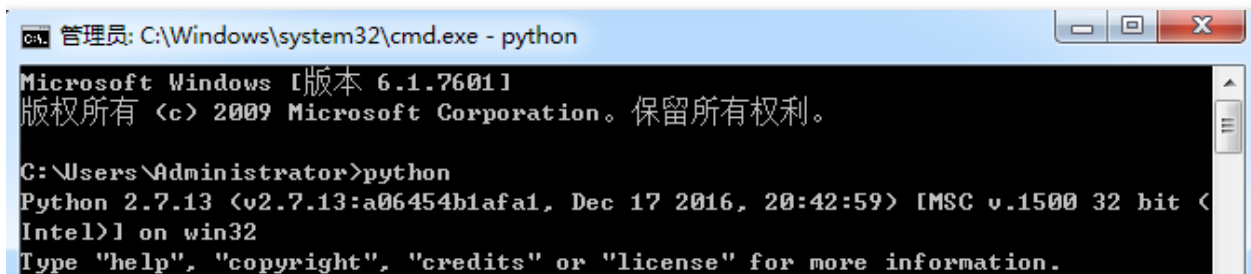 管理员: C:\Windows\system32\cmd.exe - python
Microsoft Windows [版本 6.1.7601]
版权所有 (c) 2009 Microsoft Corporation。保留所有权利。
C:\Users\Administrator>python
Python 2.7.13 (v2.7.13:a06454b1afa1, Dec 17 2016, 20:42:59) [MSC v.1500 32 bit (
Intel)] on win32
Type "help", "copyright", "credits" or "license" for more information.